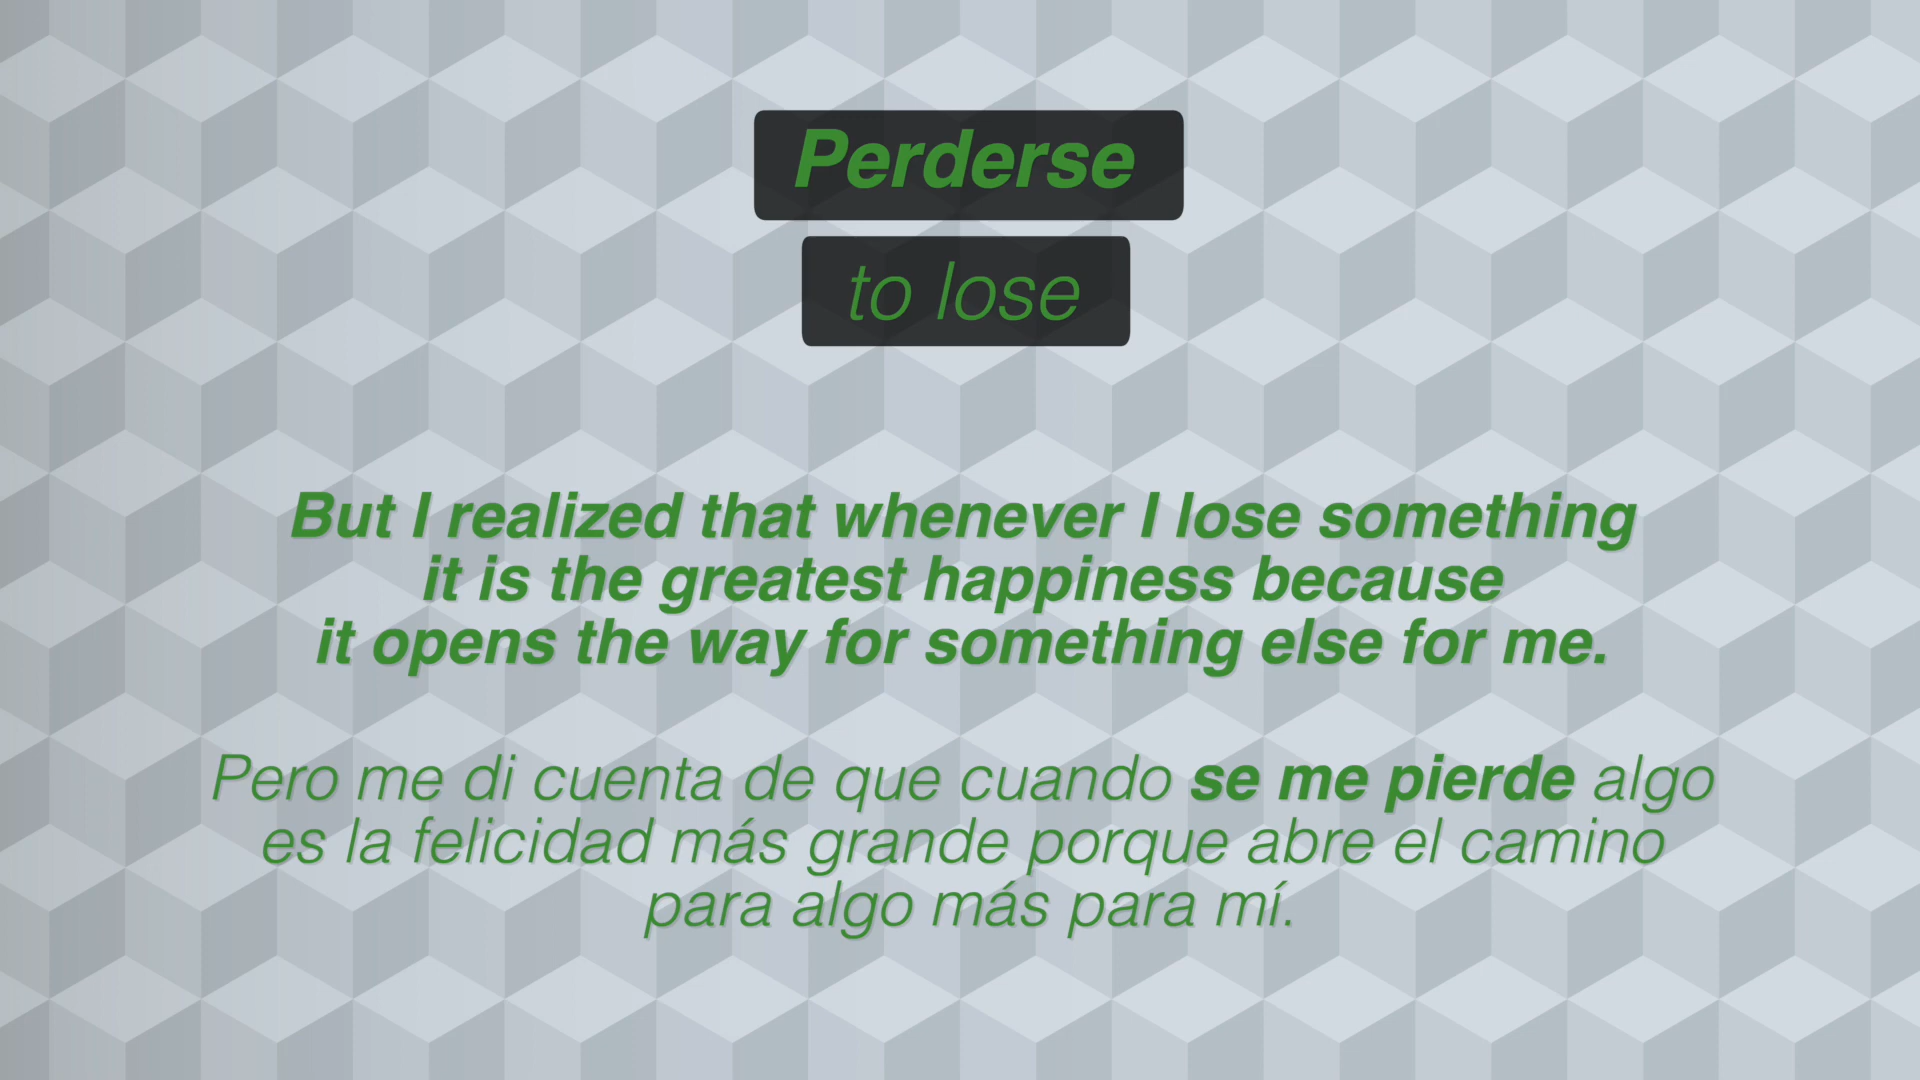 Perderse
to lose
But I realized that whenever I lose something
it is the greatest happiness because
it opens the way for something else for me.
Pero me di cuenta de que cuando se me pierde algo
es la felicidad más grande porque abre el camino
para algo más para mí.